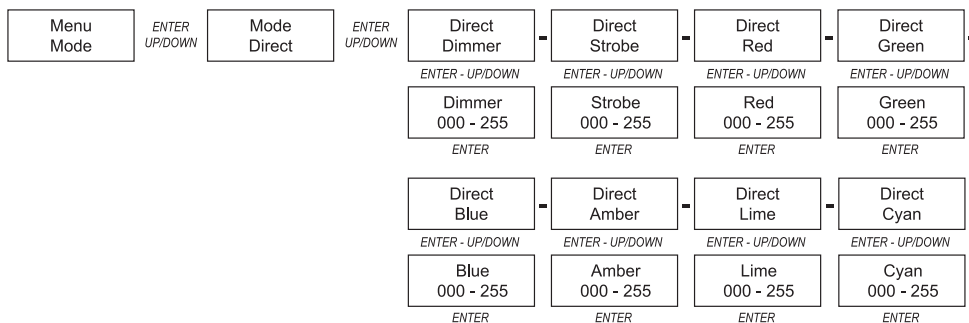 Menu
Mode
ENTER
UP/DOWN
Mode
Direct
ENTER
UP/DOWN
Direct
Dimmer
Direct
Strobe
Direct
Red
Direct
Green
ENTER - UP/DOWN
ENTER - UP/DOWN
ENTER - UP/DOWN
ENTER - UP/DOWN
Dimmer
000 - 255
Strobe
000 - 255
Red
000 - 255
Green
000 - 255
ENTER
ENTER
ENTER
ENTER
Direct
Blue
Direct
Amber
Direct
Lime
Direct
Cyan
ENTER - UP/DOWN
ENTER - UP/DOWN
ENTER - UP/DOWN
ENTER - UP/DOWN
Blue
000 - 255
Amber
000 - 255
Lime
000 - 255
Cyan
000 - 255
ENTER
ENTER
ENTER
ENTER